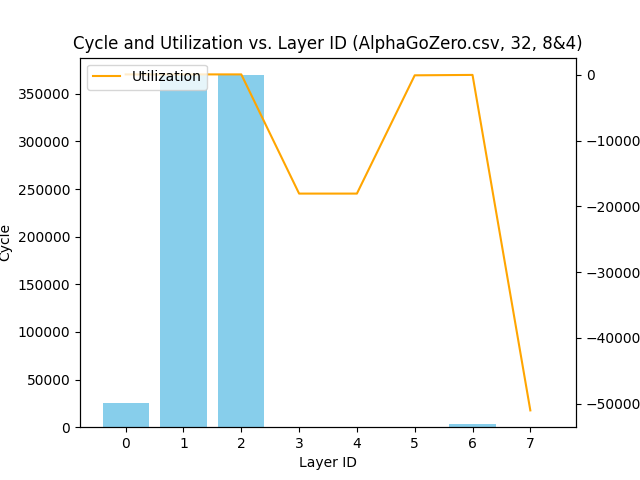 Cycle and Utilization vs. Layer ID (AlphaGoZero.csv, 32, 8&4)
Utilization
350000
300000
250000
200000
150000
100000
50000
0
Cycle
0
−10000
−20000
−30000
−40000
−50000
0 1 2 3 4 5 6 7
Layer ID